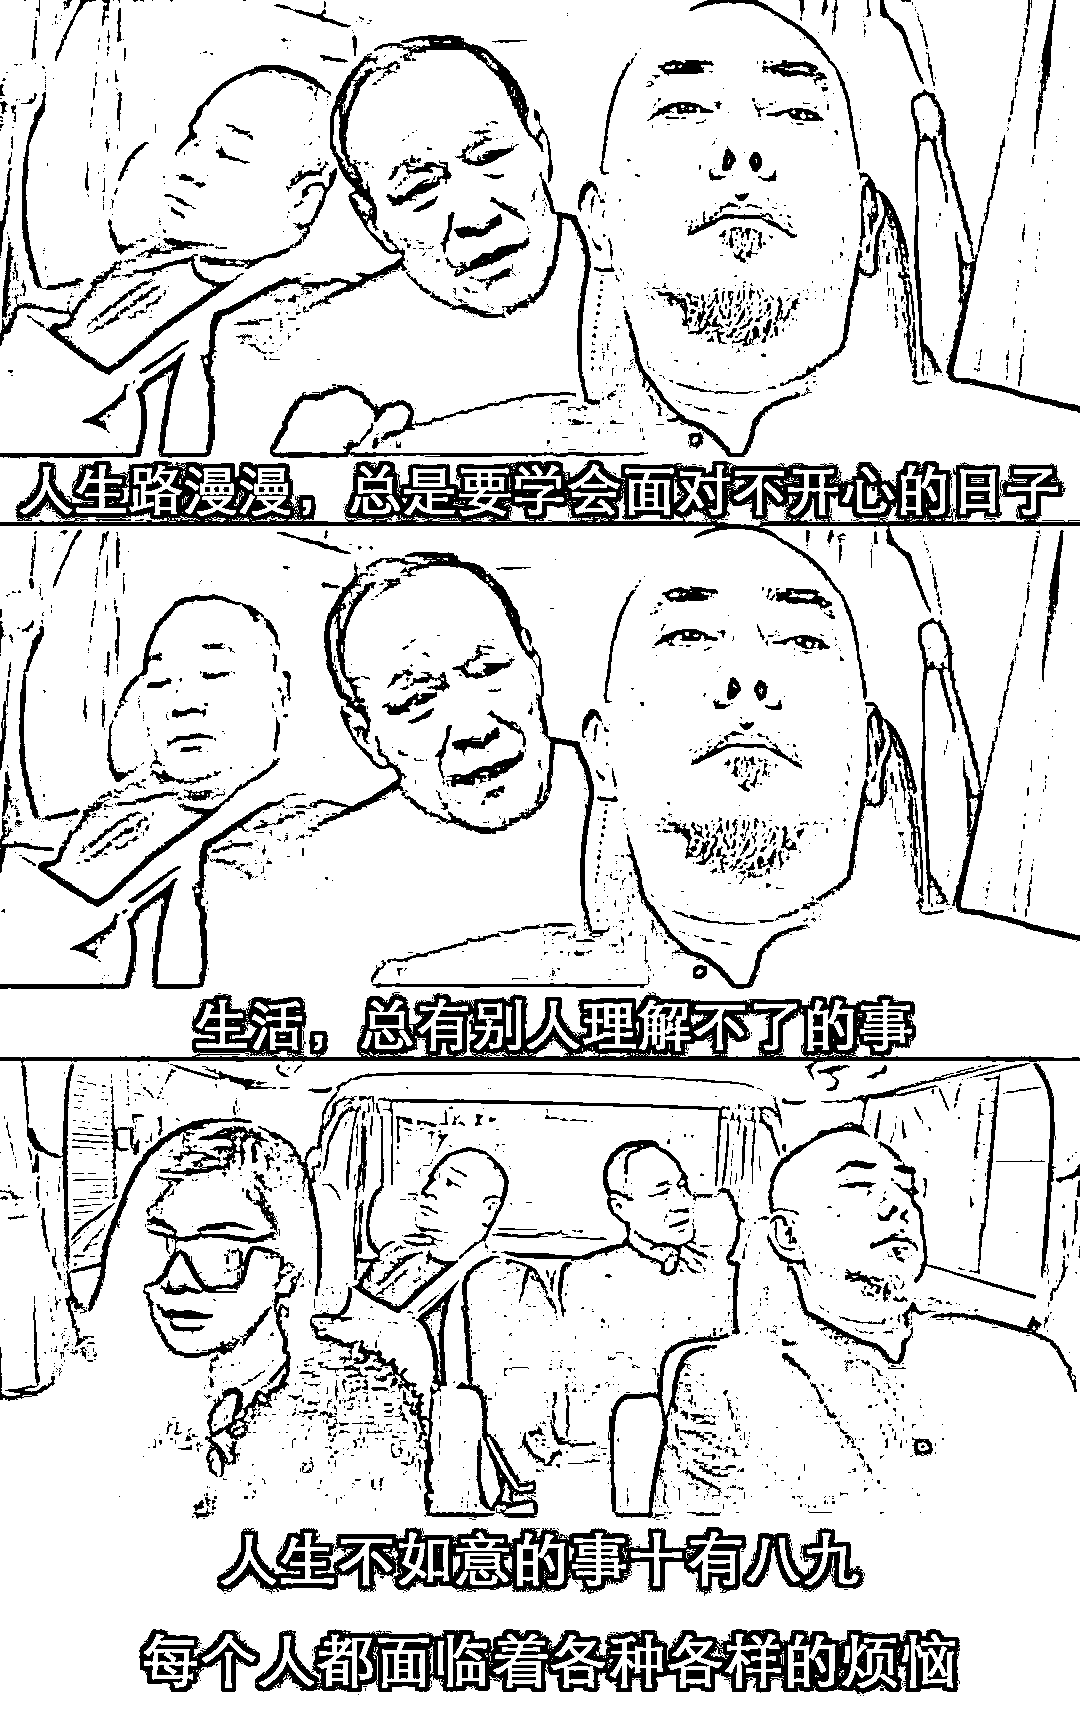 人生路漫漫，总是要学会面对不开心的日子
生活，总有别人理解不了的事
人生不如意的事十有八九
每个人都面临着各种各样的烦恼